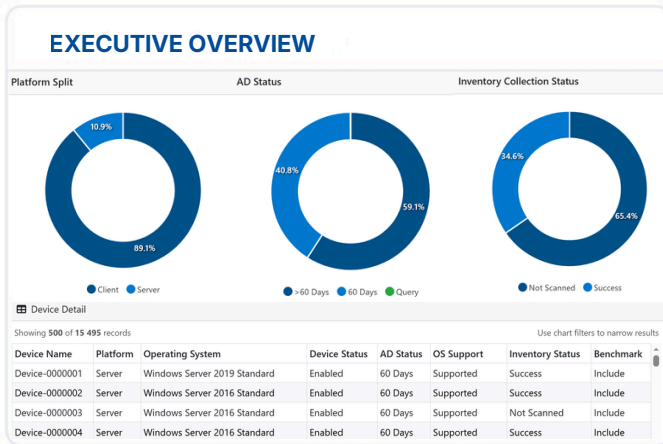 EXECUTIVE OVERVIEW
Platform Split AD Status Inventory Collection Status
10.9%
89.1%
Client Server
40.8%
59.1%
>60 Days 60 Days Query
34.6%
65.4%
Not Scanned Success
Device Detail
Showing 500 of 15 495 records Use chart filters to narrow results
Device Name Platform Operating System Device Status AD Status OS Support Inventory Status Benchmark
Device-0000001 Server Windows Server 2019 Standard Enabled 60 Days Supported Success Include
Device-0000002 Server Windows Server 2016 Standard Enabled 60 Days Supported Success Include
Device-0000003 Server Windows Server 2016 Standard Enabled 60 Days Supported Not Scanned Include
Device-0000004 Server Windows Server 2016 Standard Enabled 60 Days Supported Success Include